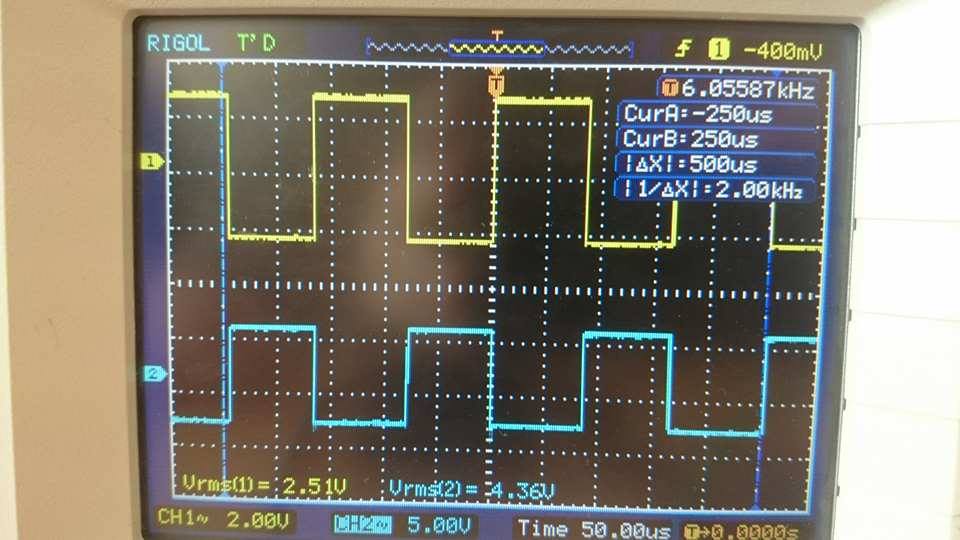 RIGOL T'D T 1 -400mV
T
T 6.05587kHz
CurA:-250us
CurB:250us
|ΔX|:500us
|1/ΔX|:2.00kHz
1
2
Vrms(1)= 2.51V Vrms(2)= 4.36V
CH1~ 2.00V CH2~ 5.00V Time 50.00us T→0.0000s